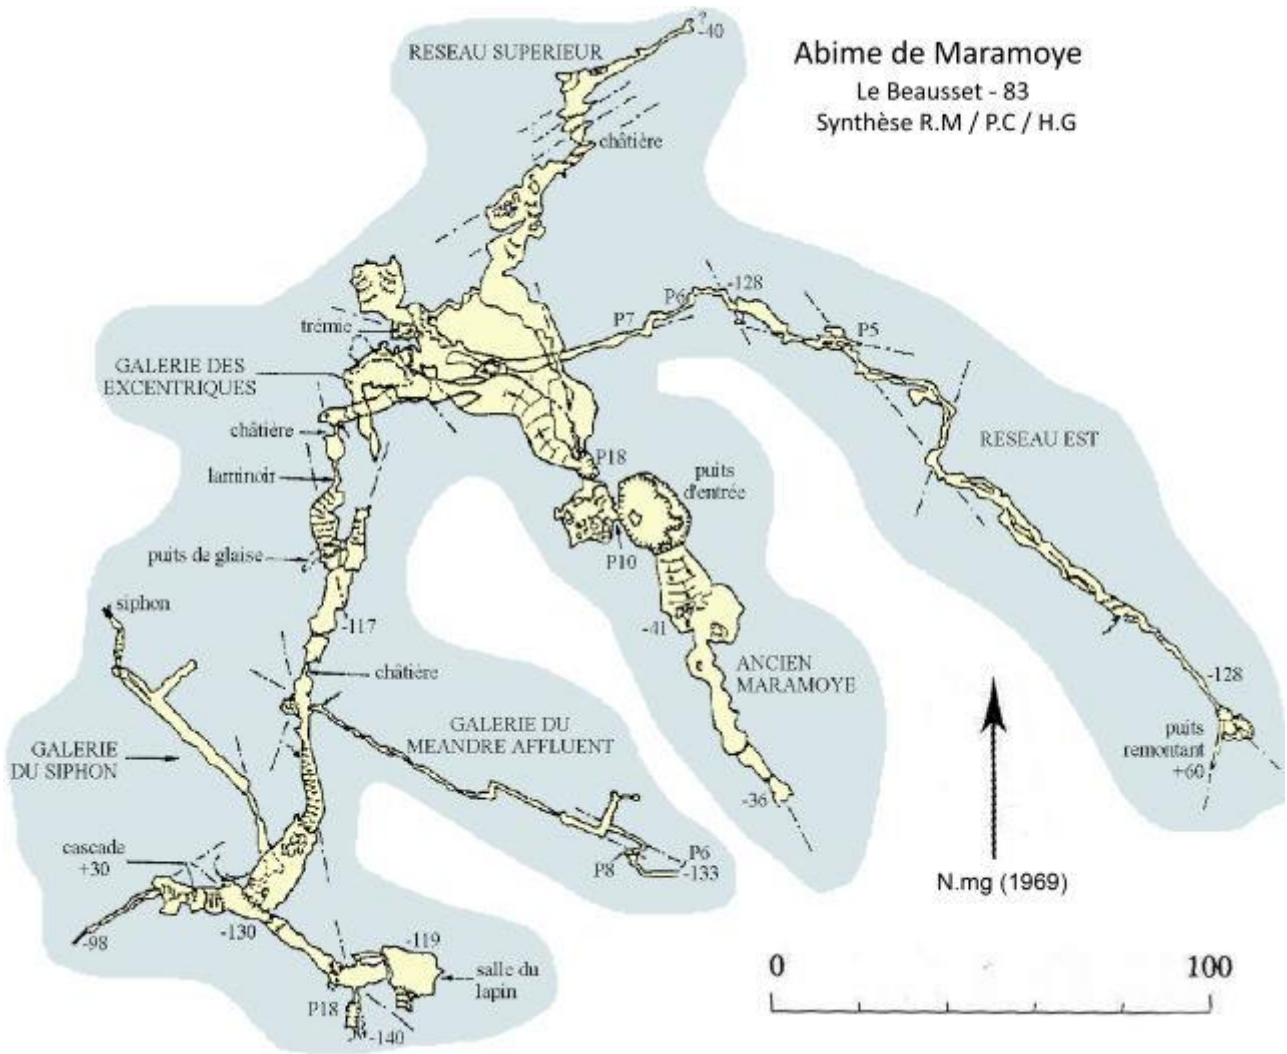 Abime de Maramoye
Le Beausset - 83
Synthèse R.M / P.C / H.G
?
-40
RESEAU SUPERIEUR
châtière
P6
-128
P7
P5
trémie
GALERIE DES
EXCENTRIQUES
châtière
laminoir
RESEAU EST
P18
puits
d'entrée
puits de glaise
P10
siphon
-117
-41
châtière
ANCIEN
MARAMOYE
-128
GALERIE DU
MEANDRE AFFLUENT
GALERIE
DU SIPHON
puits
remontant
+60
-36
cascade
+30
P8
P6
-133
N.mg (1969)
-98
-130
-119
salle du
lapin
P18
-140
0
100